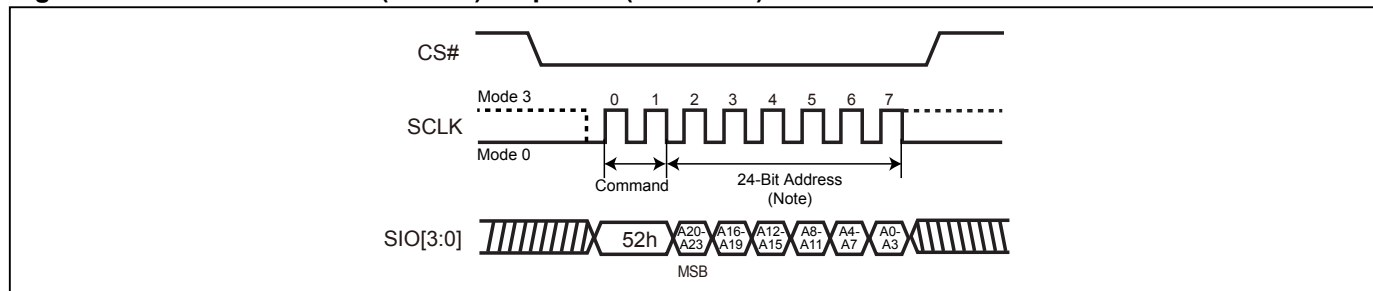 CS#
Mode 3
0 1 2 3 4 5 6 7
SCLK
Mode 0
Command
24-Bit Address
(Note)
SIO[3:0]
52h
A20-
A23
A16-
A19
A12-
A15
A8-
A11
A4-
A7
A0-
A3
MSB